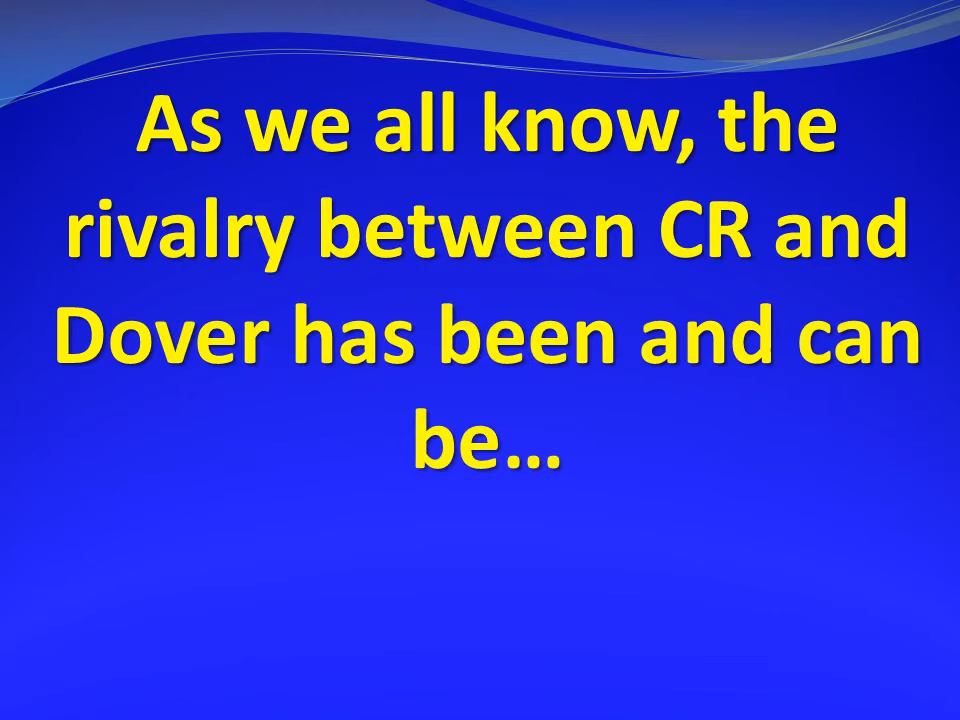 As we all know, the
rivalry between CR and
Dover has been and can
be…